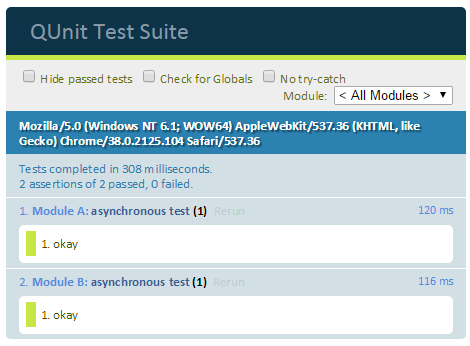 QUnit Test Suite
Hide passed tests Check for Globals No try-catch
Module: < All Modules >
Mozilla/5.0 (Windows NT 6.1; WOW64) AppleWebKit/537.36 (KHTML, like
Gecko) Chrome/38.0.2125.104 Safari/537.36
Tests completed in 308 milliseconds.
2 assertions of 2 passed, 0 failed.
1. Module A: asynchronous test (1) Rerun 120 ms
1. okay
2. Module B: asynchronous test (1) Rerun 116 ms
1. okay